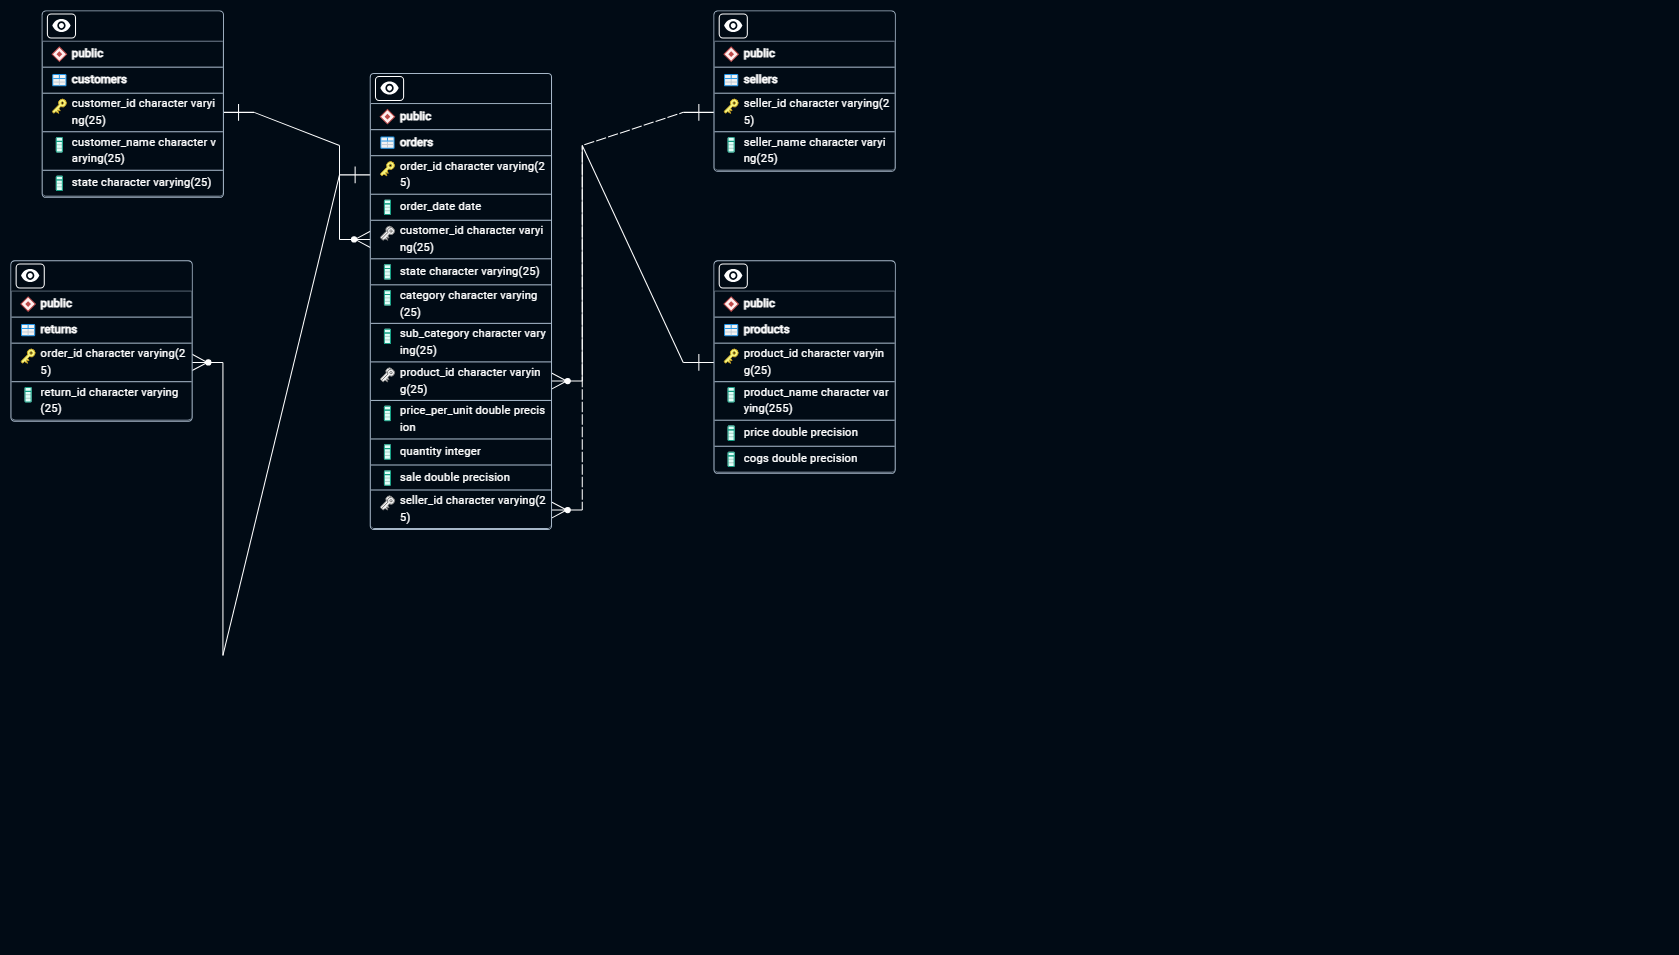 public
customers
customer_id character varyi
ng(25)
customer_name character v
arying(25)
state character varying(25)
public
returns
order_id character varying(2
5)
return_id character varying
(25)
public
orders
order_id character varying(2
5)
order_date date
customer_id character varyi
ng(25)
state character varying(25)
category character varying
(25)
sub_category character vary
ing(25)
product_id character varyin
g(25)
price_per_unit double precis
ion
quantity integer
sale double precision
seller_id character varying(2
5)
public
sellers
seller_id character varying(2
5)
seller_name character varyi
ng(25)
public
products
product_id character varyin
g(25)
product_name character var
ying(255)
price double precision
cogs double precision